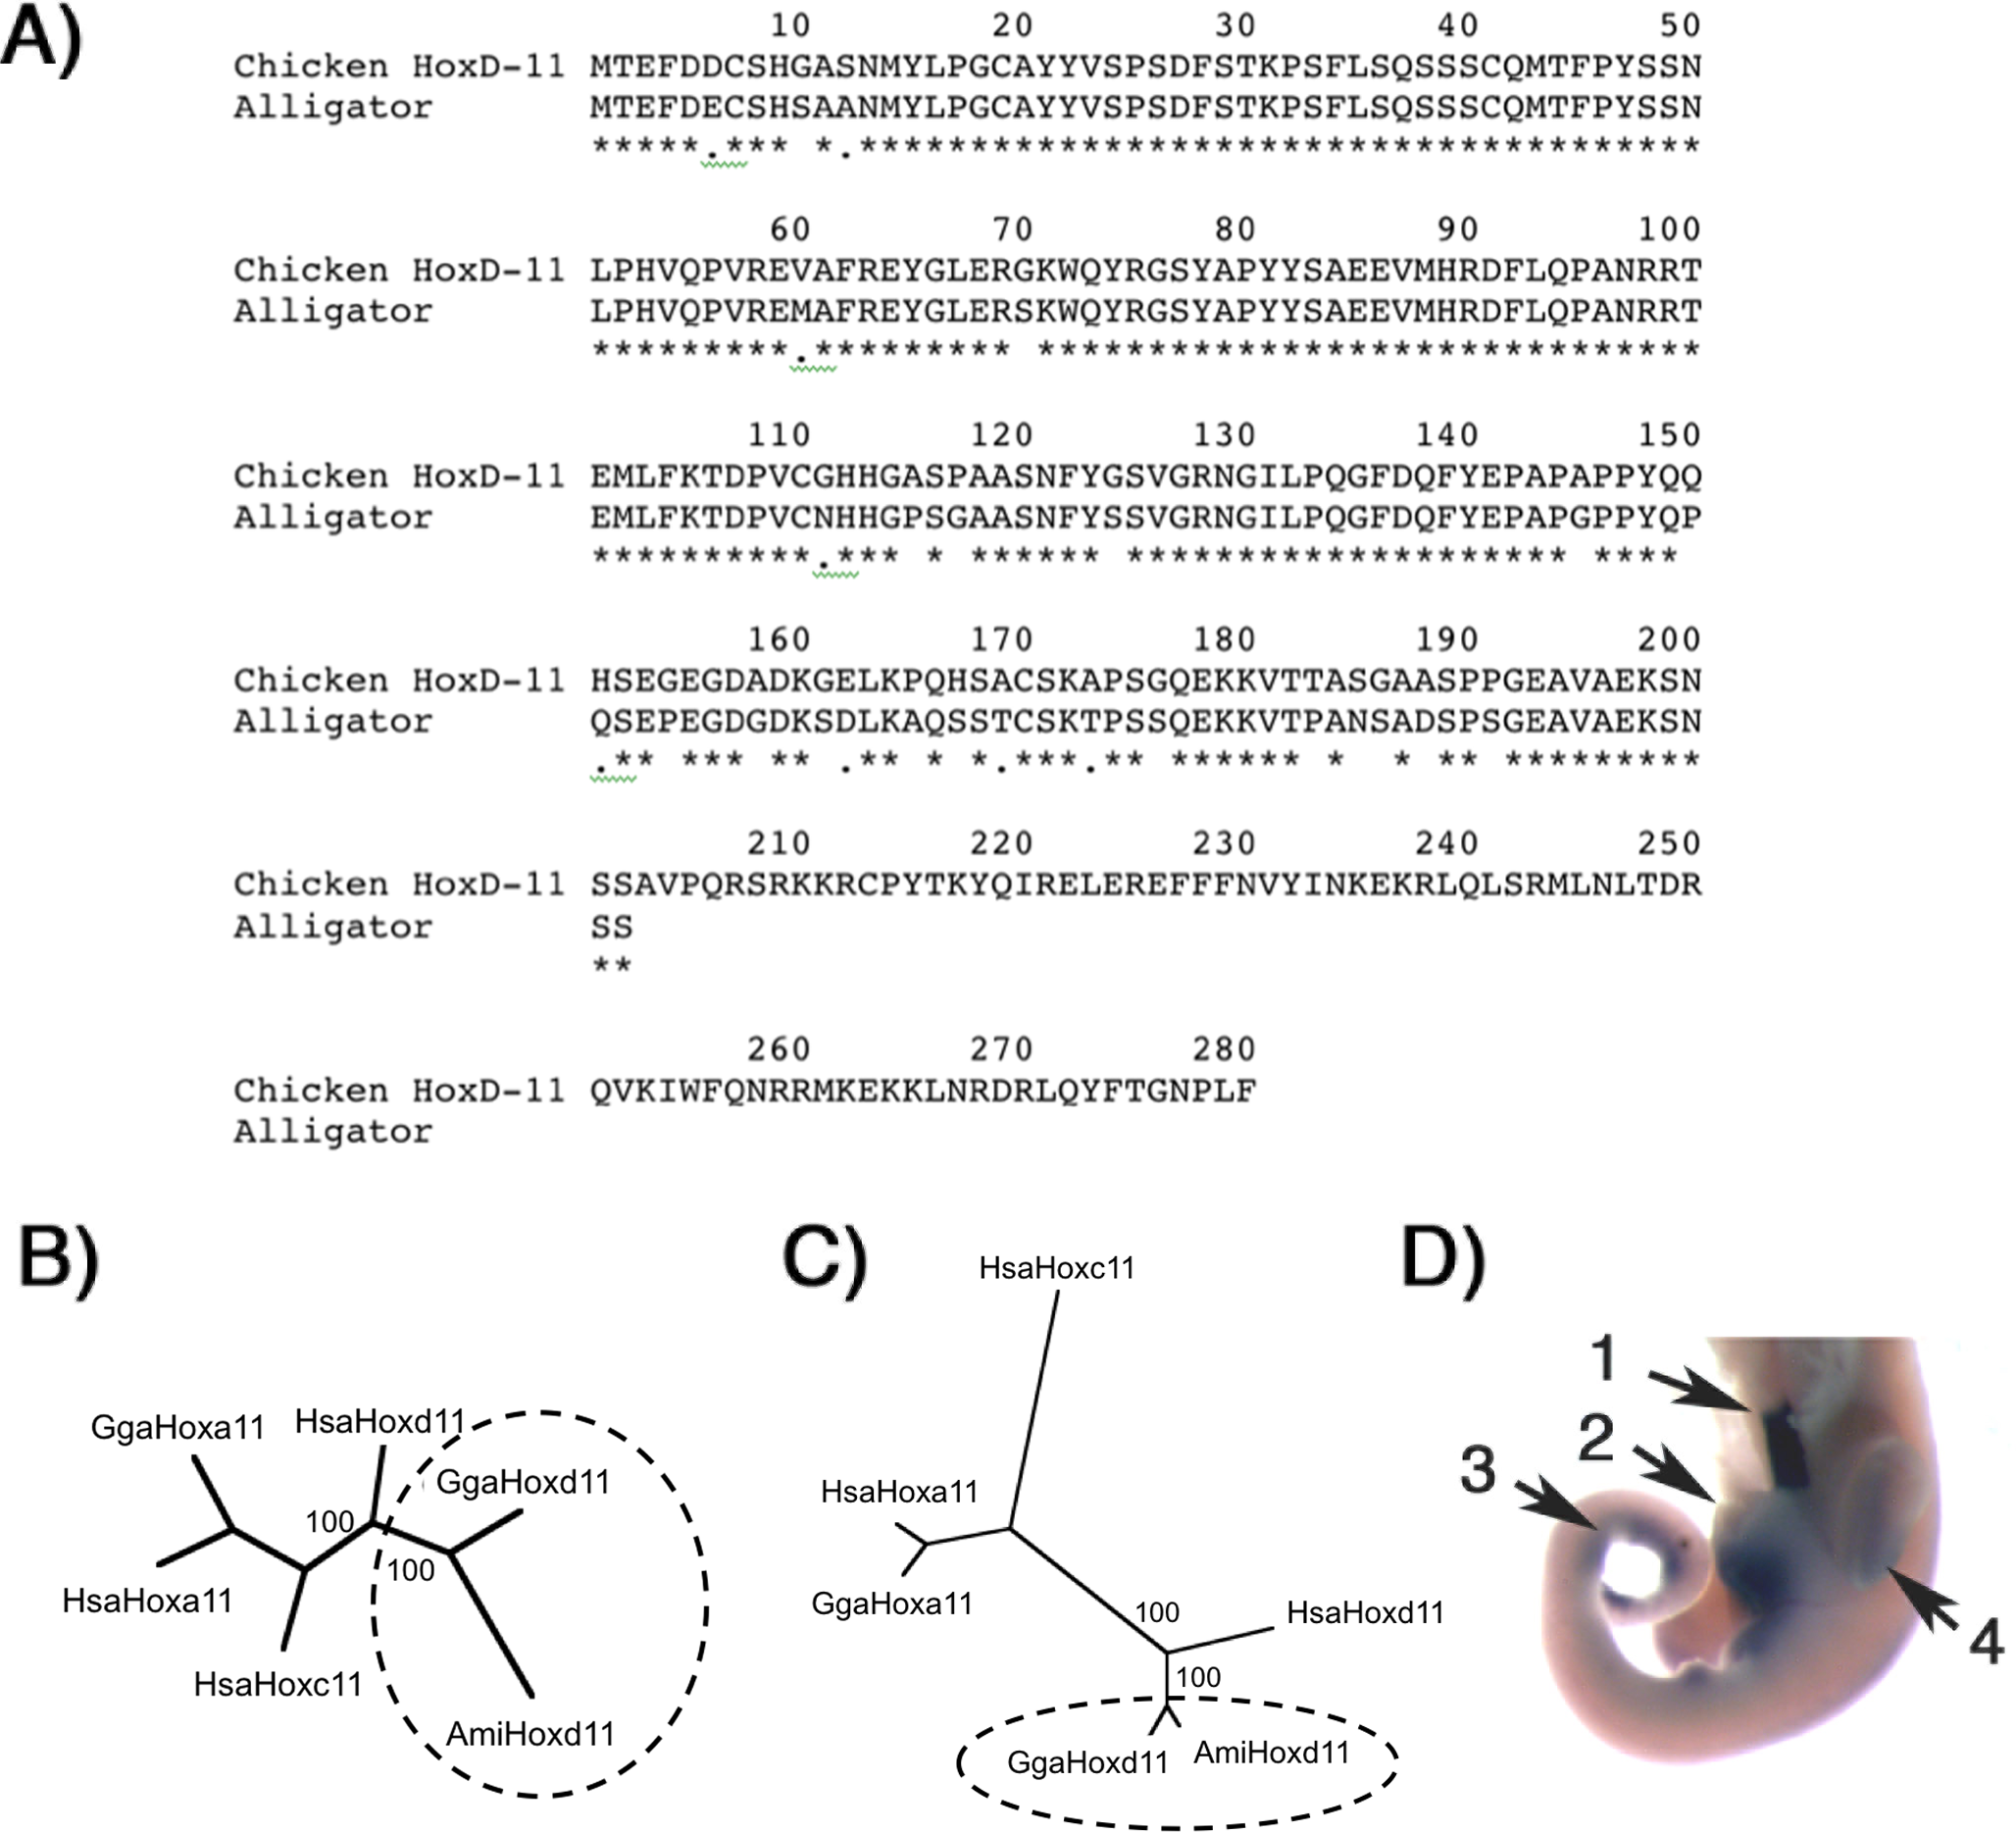 A)
10 20 30 40 50
Chicken HoxD-11 MTEFDDCSHGASNMYLPGCAYYVSPSDFSTKPSFLSQSSSCQMTFPYSSN
Alligator MTEFDECSHSAANMYLPGCAYYVSPSDFSTKPSFLSQSSSCQMTFPYSSN
*****.*** *.*************************************
60 70 80 90 100
Chicken HoxD-11 LPHVQPVREVAFREYGLERGKWQYRGSYAPYYSAEEVMHRDFLQPANRRT
Alligator LPHVQPVREMAFREYGLERSKWQYRGSYAPYYSAEEVMHRDFLQPANRRT
*********.********* ******************************
110 120 130 140 150
Chicken HoxD-11 EMLFKTDPVCGHHGASPAASNFYGSVGRNGILPQGFDQFYEPAPAPPYQQ
Alligator EMLFKTDPVCNHHGPSGAASNFYSSVGRNGILPQGFDQFYEPAPGPPYQP
**********.*** * ****** ******************** ****
160 170 180 190 200
Chicken HoxD-11 HSEGEGDADKGELKPQHSACSKAPSGQEKKVTTASGAASPPGEAVAEKSN
Alligator QSEPEGDGDKSDLKAQSSTCSKTPSSQEKKVTPANSADSPSGEAVAEKSN
.** *** ** .** * *.***.** ****** * * ** *********
210 220 230 240 250
Chicken HoxD-11 SSAVPQRSRKKRCPYTKYQIRELEREFFFNVYINKEKRLQLSRMLNLTDR
Alligator SS
**
260 270 280
Chicken HoxD-11 QVKIWFQNRRMKEKKLNRDRLQYFTGNPLF
Alligator
B)
GgaHoxa11 HsaHoxd11
GgaHoxd11
100
100
HsaHoxa11
HsaHoxc11
AmiHoxd11
C)
HsaHoxc11
HsaHoxa11
GgaHoxa11
100
HsaHoxd11
100
GgaHoxd11 AmiHoxd11
D)
1
2
3
4